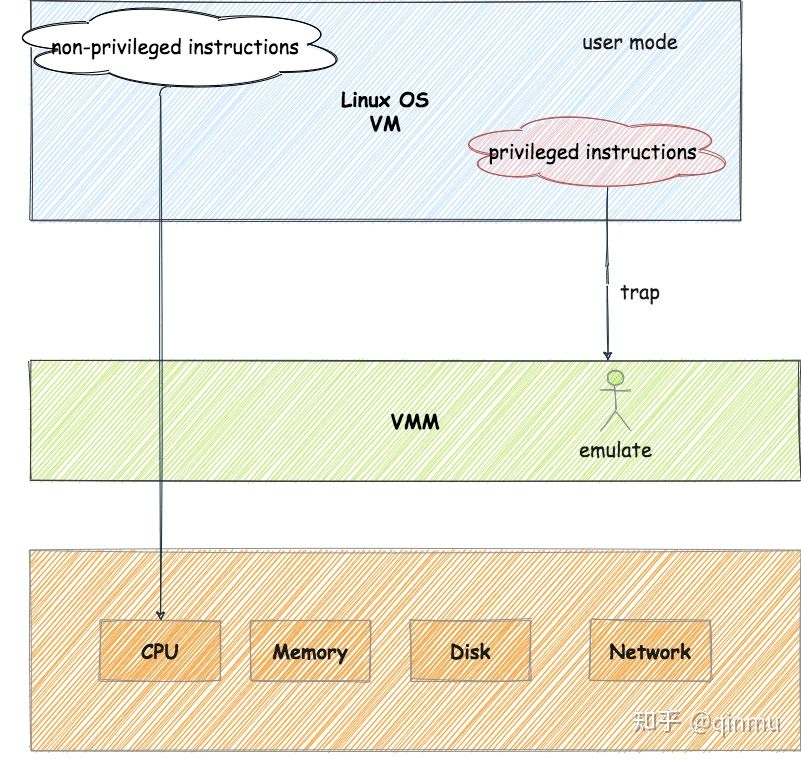 non-privileged instructions
user mode
Linux OS
VM
privileged instructions
trap
VMM
emulate
CPU
Memory
Disk
Network
知乎 @qinmu